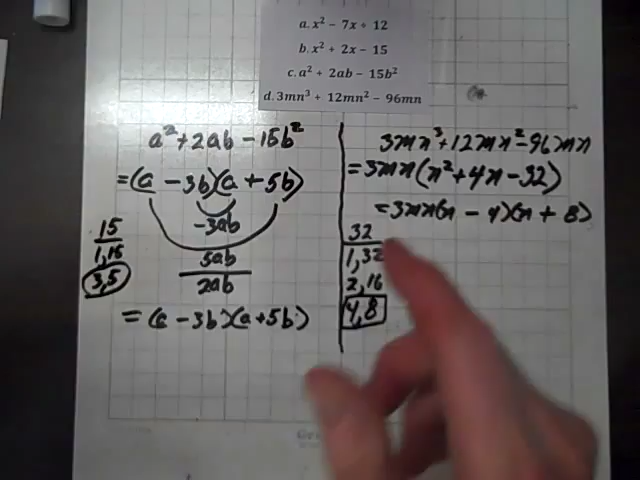 a. x² − 7x + 12
b. x² + 2x − 15
c. a² + 2ab − 15b²
d. 3mn³ + 12mn² − 96mn
a² + 2ab − 15b²
= (a − 3b)(a + 5b)
−3ab
5ab
2ab
= (a − 3b)(a + 5b)
15
1, 15
3, 5
3mn³ + 12mn² − 96mn
= 3mn(n² + 4n − 32)
= 3mn(n − 4)(n + 8)
32
1, 32
2, 16
4, 8